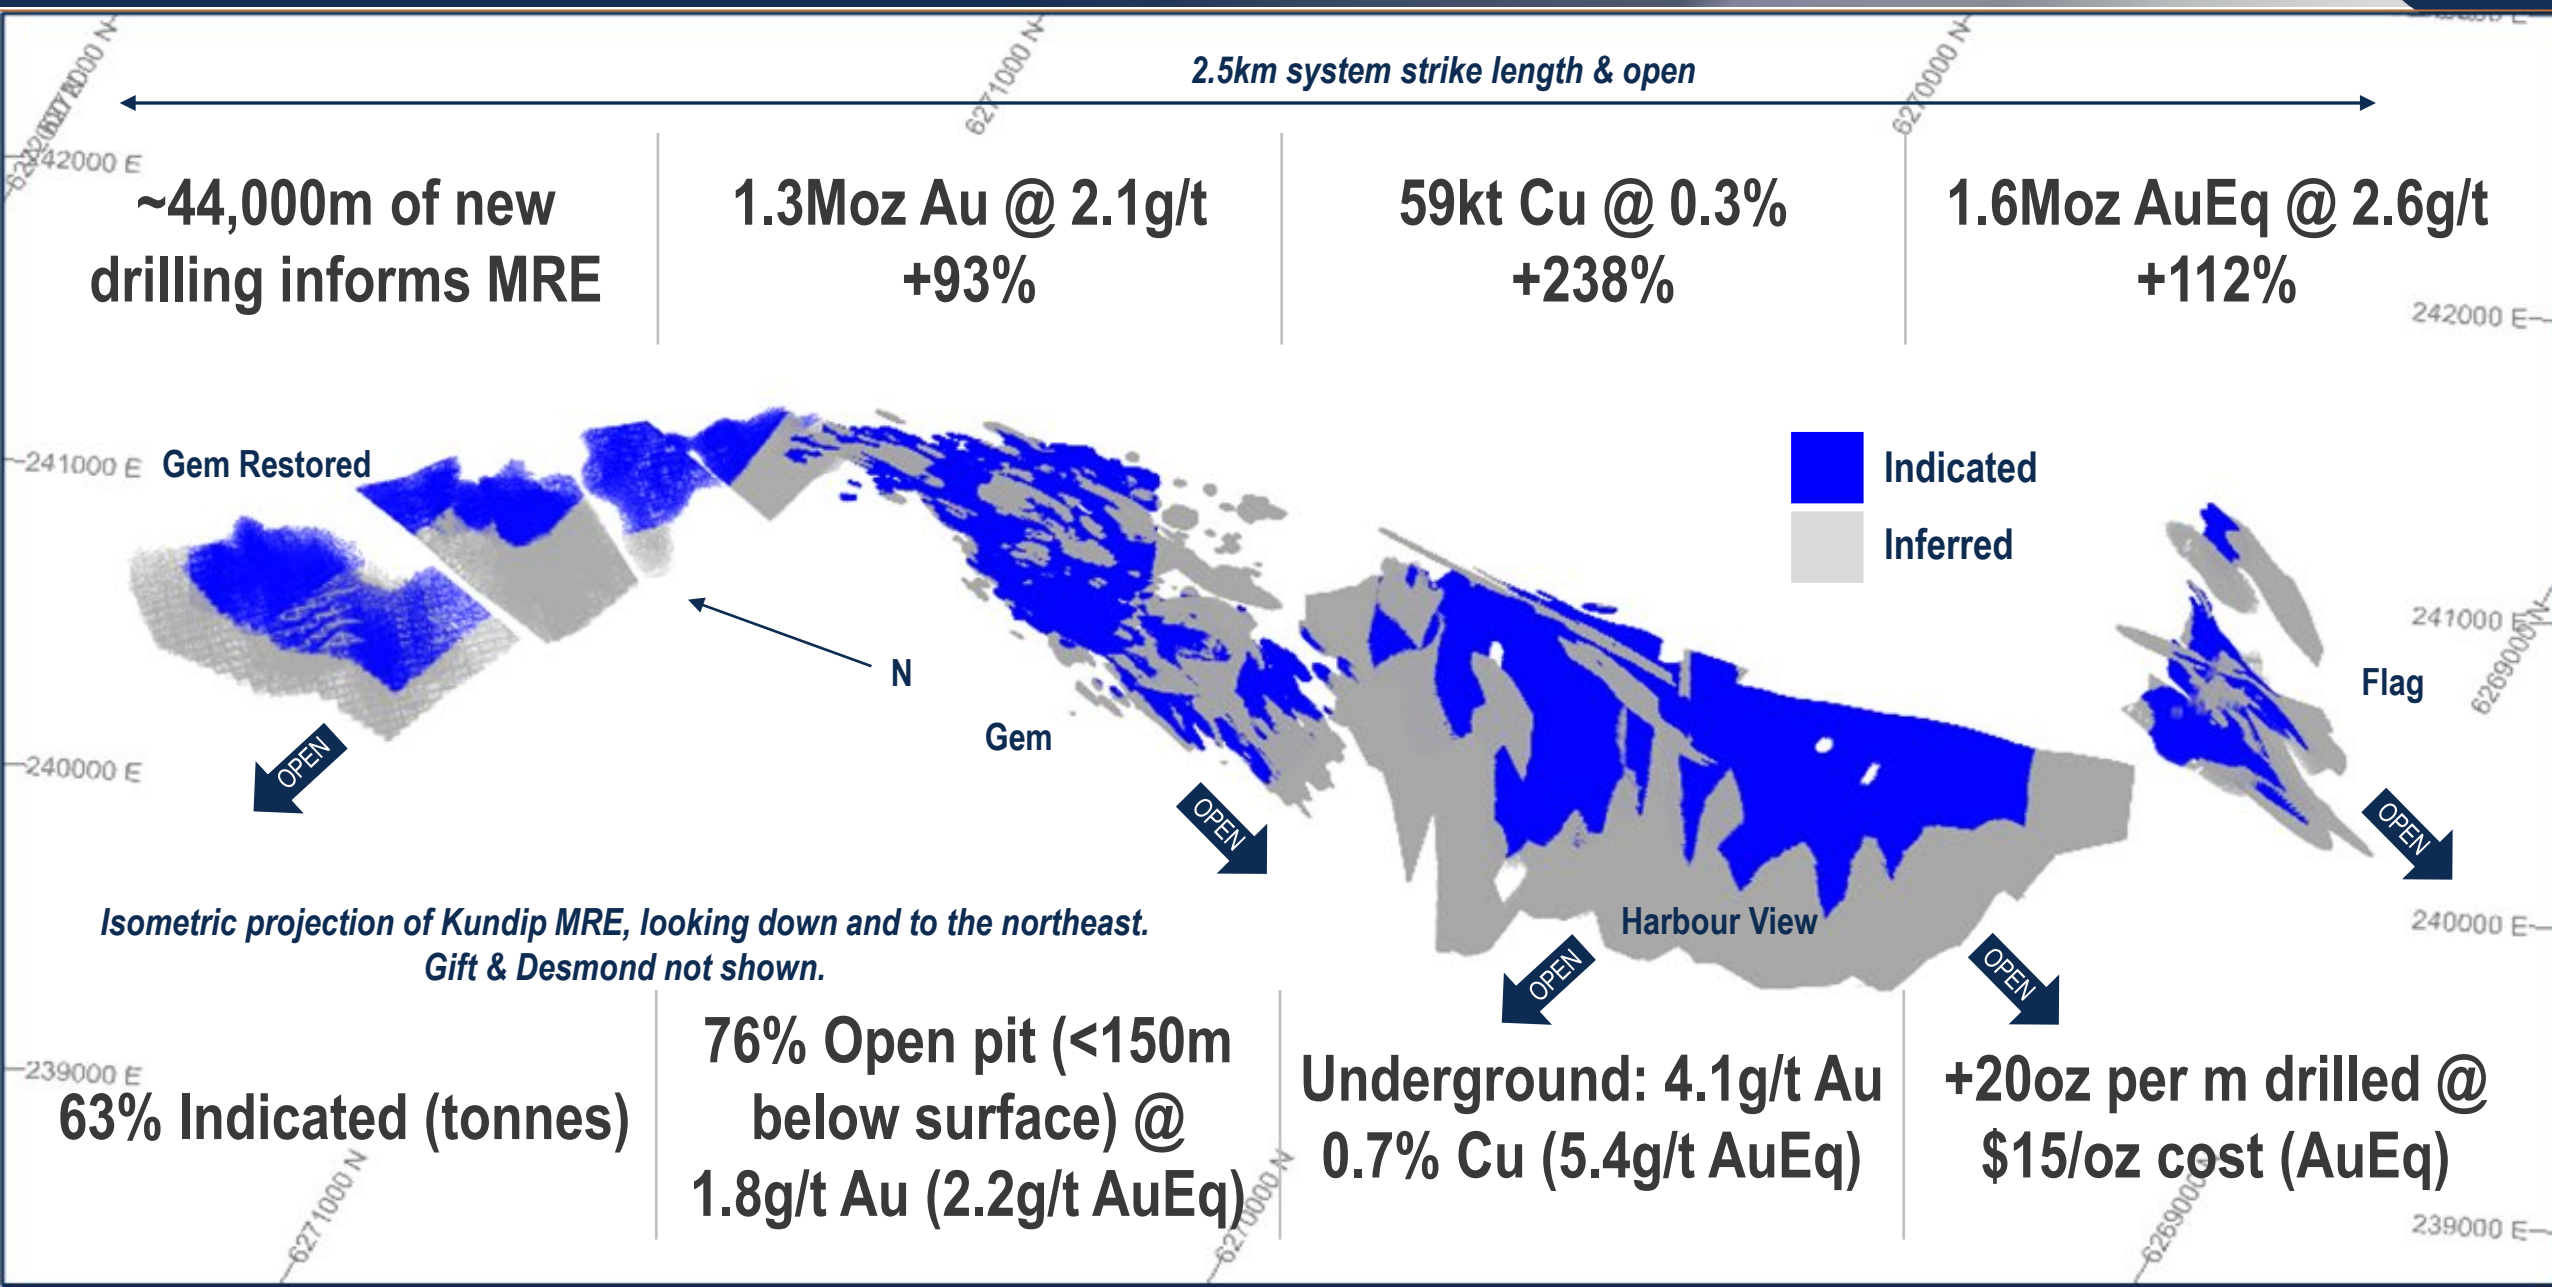 2.5km system strike length & open
6272000 N
6271000 N
6270000 N
242000 E
~44,000m of new
drilling informs MRE
1.3Moz Au @ 2.1g/t
+93%
59kt Cu @ 0.3%
+238%
1.6Moz AuEq @ 2.6g/t
+112%
242000 E
241000 E
Gem Restored
Indicated
Inferred
241000 E
6269000 N
N
Gem
Flag
240000 E
OPEN
OPEN
OPEN
Isometric projection of Kundip MRE, looking down and to the northeast.
Gift & Desmond not shown.
Harbour View
240000 E
OPEN
OPEN
239000 E
63% Indicated (tonnes)
76% Open pit (<150m
below surface) @
1.8g/t Au (2.2g/t AuEq)
Underground: 4.1g/t Au
0.7% Cu (5.4g/t AuEq)
+20oz per m drilled @
$15/oz cost (AuEq)
6271000 N
6270000 N
6269000 N
239000 E